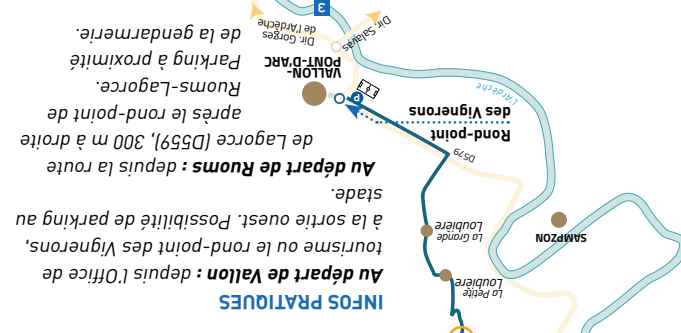 INFOS PRATIQUES
Au départ de Vallon : depuis l'Office de
tourisme ou le rond-point des Vignerons,
à la sortie ouest. Possibilité de parking au
stade.
Au départ de Ruoms : depuis la route
de Lagorce (D559), 300 m à droite
après le rond-point de
Ruoms-Lagorce.
Parking à proximité
de la gendarmerie.
La Petite
Loubière
La Grande
Loubière
SAMPZON
D579
Rond-point
des Vignerons
L'Ardèche
P
VALLON-
PONT-D'ARC
Dir. Salavas
Dir. Gorges
de l'Ardèche
3